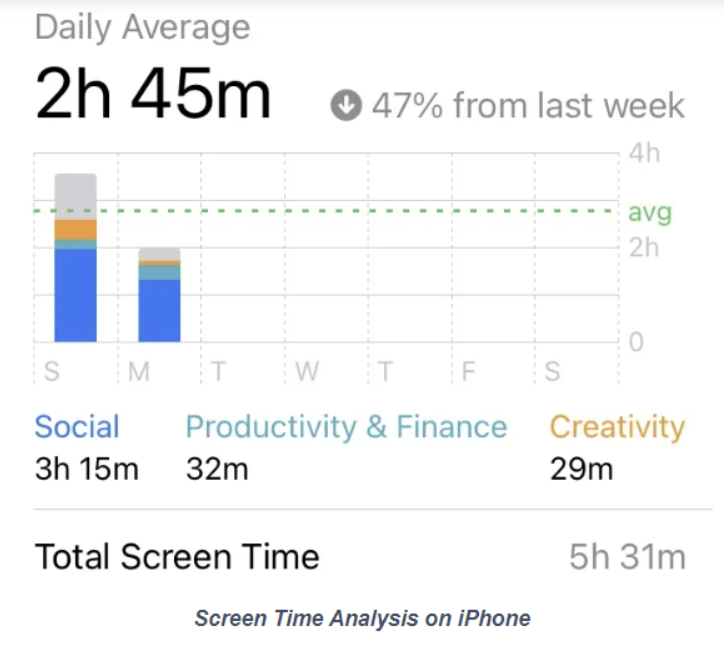 Daily Average
2h 45m 47% from last week
4h
avg
2h
0
S M T W T F S
Social Productivity & Finance Creativity
3h 15m 32m 29m
Total Screen Time 5h 31m
Screen Time Analysis on iPhone